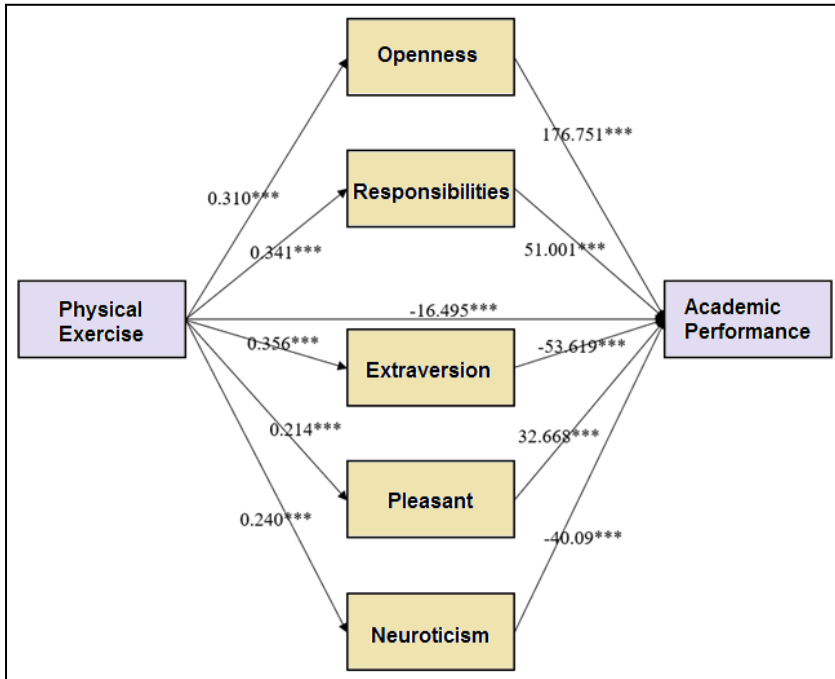 Openness
176.751***
Responsibilities
0.310***
0.341***
51.001***
Physical
Exercise
-16.495***
Academic
Performance
0.356***
Extraversion
-53.619***
0.214***
32.668***
Pleasant
0.240***
-40.09***
Neuroticism